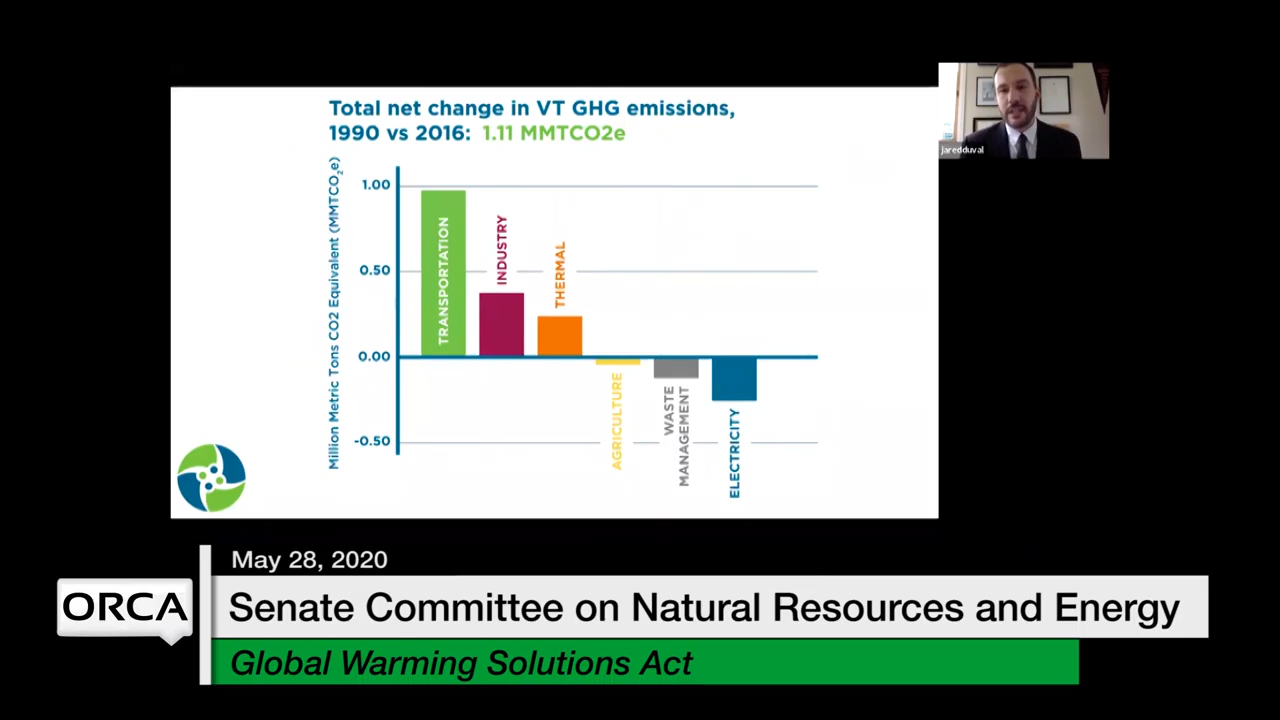 Total net change in VT GHG emissions,
1990 vs 2016: 1.11 MMTCO2e
Million Metric Tons CO2 Equivalent (MMTCO2e)
1.00
0.50
0.00
-0.50
TRANSPORTATION
INDUSTRY
THERMAL
AGRICULTURE
WASTE
MANAGEMENT
ELECTRICITY
jaredduval
May 28, 2020
ORCA
Senate Committee on Natural Resources and Energy
Global Warming Solutions Act